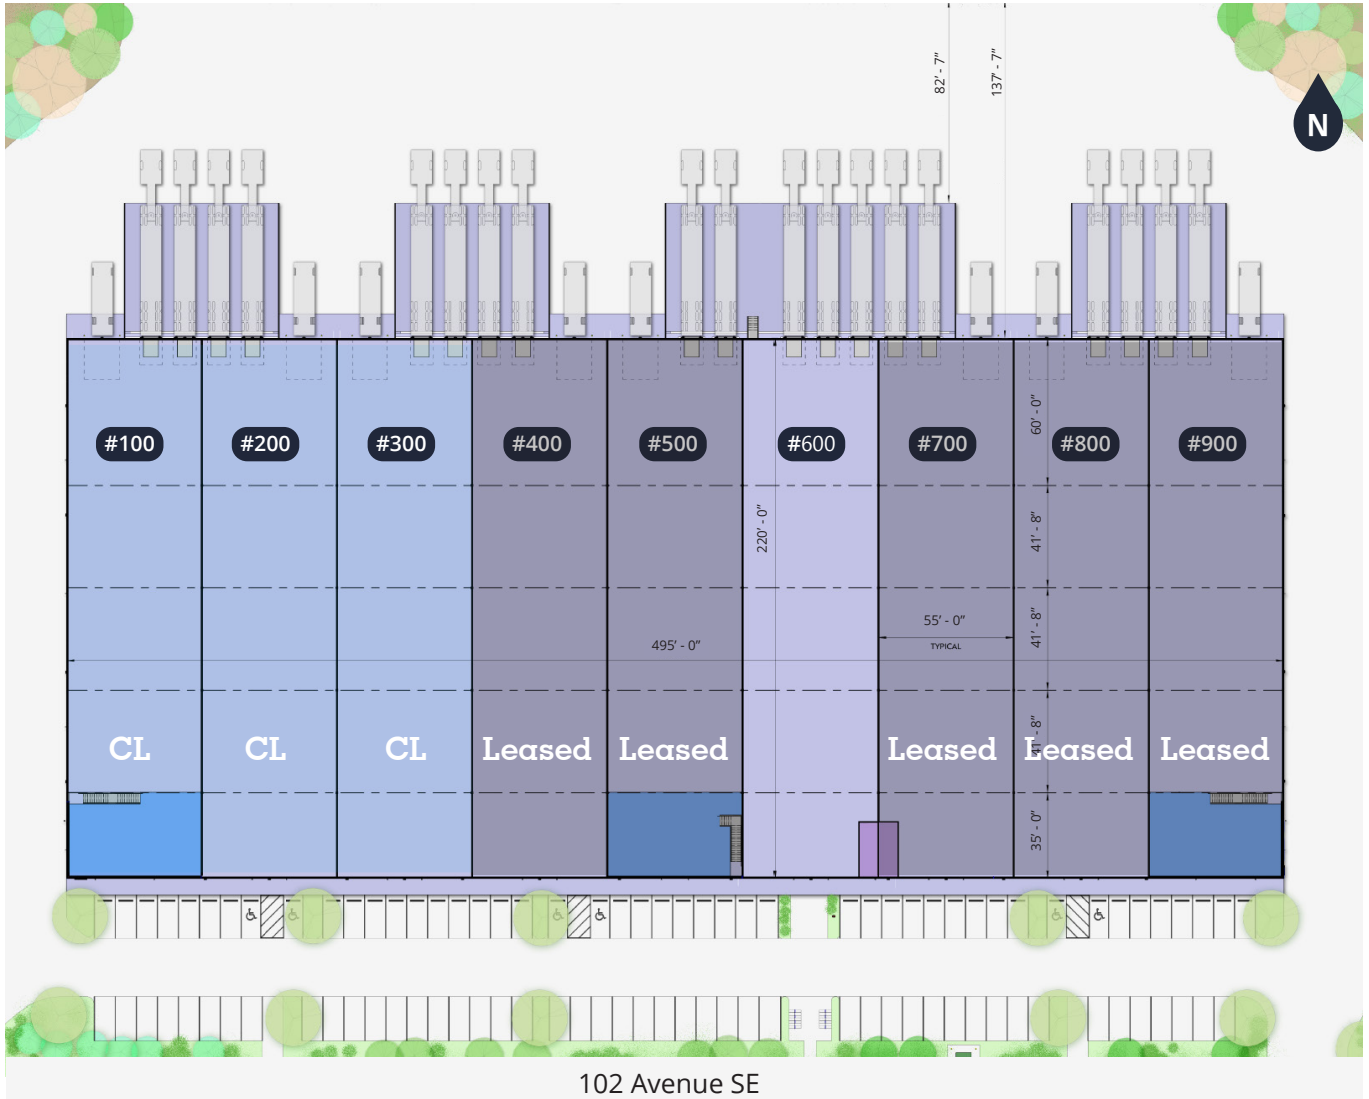 82' - 7"
137' - 7"
N
#100
#200
#300
#400
#500
#600
#700
#800
#900
60' - 0"
220' - 0"
41' - 8"
55' - 0"
TYPICAL
495' - 0"
41' - 8"
41' - 8"
CL
CL
CL
Leased
Leased
Leased
Leased
Leased
35' - 0"
102 Avenue SE